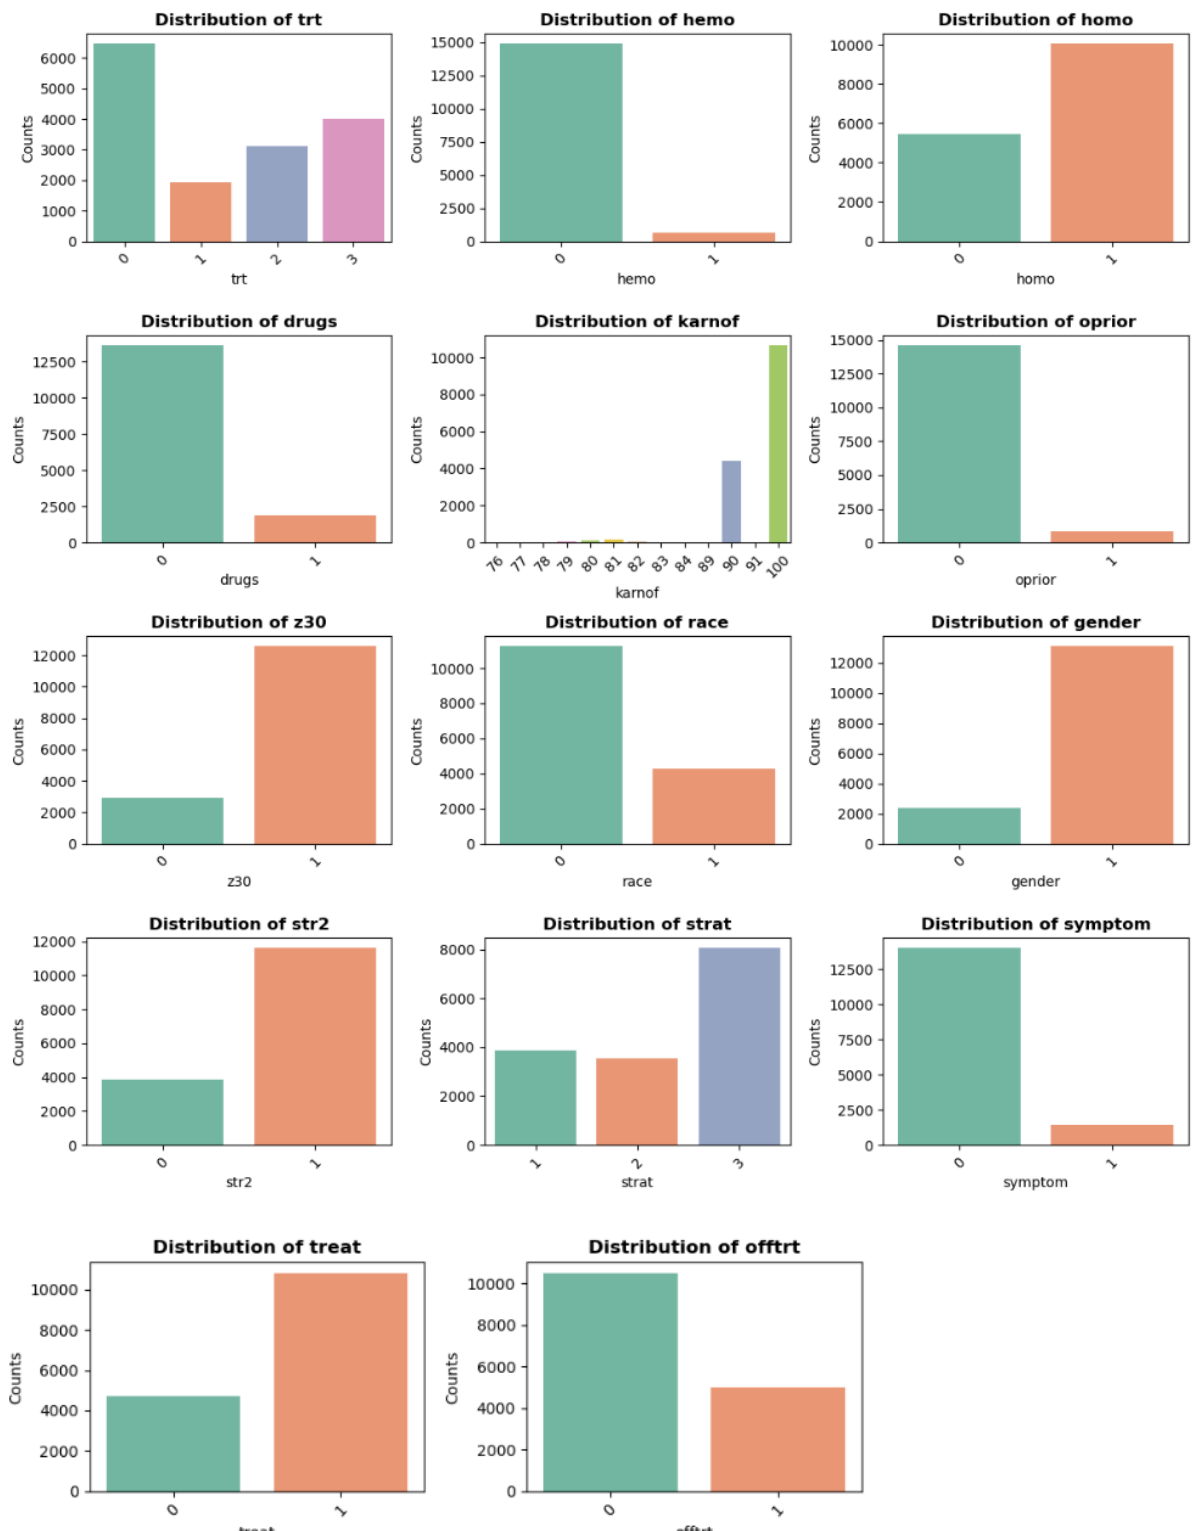 Distribution of trt
Counts
6000
5000
4000
3000
2000
1000
0
0 1 2 3
trt
Distribution of hemo
Counts
15000
12500
10000
7500
5000
2500
0
0 1
hemo
Distribution of homo
Counts
10000
8000
6000
4000
2000
0
0 1
homo
Distribution of drugs
Counts
12500
10000
7500
5000
2500
0
0 1
drugs
Distribution of karnof
Counts
10000
8000
6000
4000
2000
0
76 77 78 79 80 81 82 83 84 89 90 91 100
karnof
Distribution of oprior
Counts
15000
12500
10000
7500
5000
2500
0
0 1
oprior
Distribution of z30
Counts
12000
10000
8000
6000
4000
2000
0
0 1
z30
Distribution of race
Counts
10000
8000
6000
4000
2000
0
0 1
race
Distribution of gender
Counts
12000
10000
8000
6000
4000
2000
0
0 1
gender
Distribution of str2
Counts
12000
10000
8000
6000
4000
2000
0
0 1
str2
Distribution of strat
Counts
8000
6000
4000
2000
0
1 2 3
strat
Distribution of symptom
Counts
12500
10000
7500
5000
2500
0
0 1
symptom
Distribution of treat
Counts
10000
8000
6000
4000
2000
0
0 1
treat
Distribution of offtrt
Counts
10000
8000
6000
4000
2000
0
0 1
offtrt